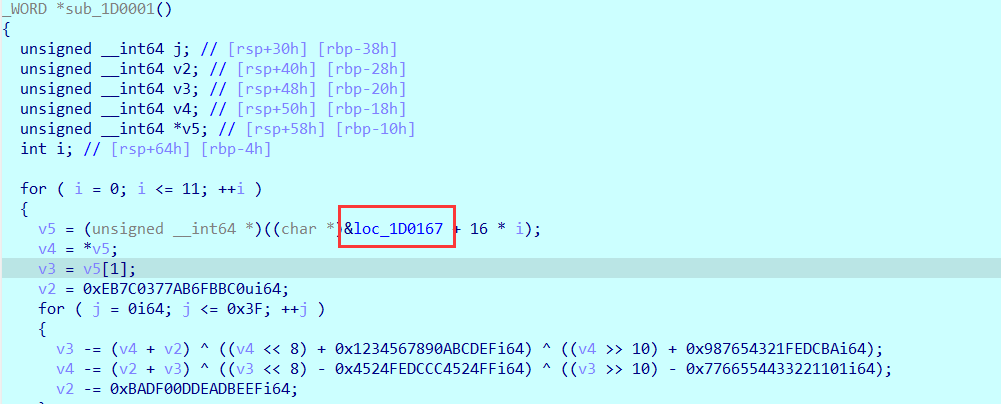 _WORD *sub_1D0001()
{
unsigned __int64 j; // [rsp+30h] [rbp-38h]
unsigned __int64 v2; // [rsp+40h] [rbp-28h]
unsigned __int64 v3; // [rsp+48h] [rbp-20h]
unsigned __int64 v4; // [rsp+50h] [rbp-18h]
unsigned __int64 *v5; // [rsp+58h] [rbp-10h]
int i; // [rsp+64h] [rbp-4h]
for ( i = 0; i <= 11; ++i )
{
v5 = (unsigned __int64 *)((char *)&loc_1D0167 + 16 * i);
v4 = *v5;
v3 = v5[1];
v2 = 0xEB7C0377AB6FBBC0ui64;
for ( j = 0i64; j <= 0x3F; ++j )
{
v3 -= (v4 + v2) ^ ((v4 << 8) + 0x1234567890ABCDEFi64) ^ ((v4 >> 10) + 0x987654321FEDCBAi64);
v4 -= (v2 + v3) ^ ((v3 << 8) - 0x4524FEDCCC4524FFi64) ^ ((v3 >> 10) - 0x7766554433221101i64);
v2 -= 0xBADF00DDEADBEEFi64;